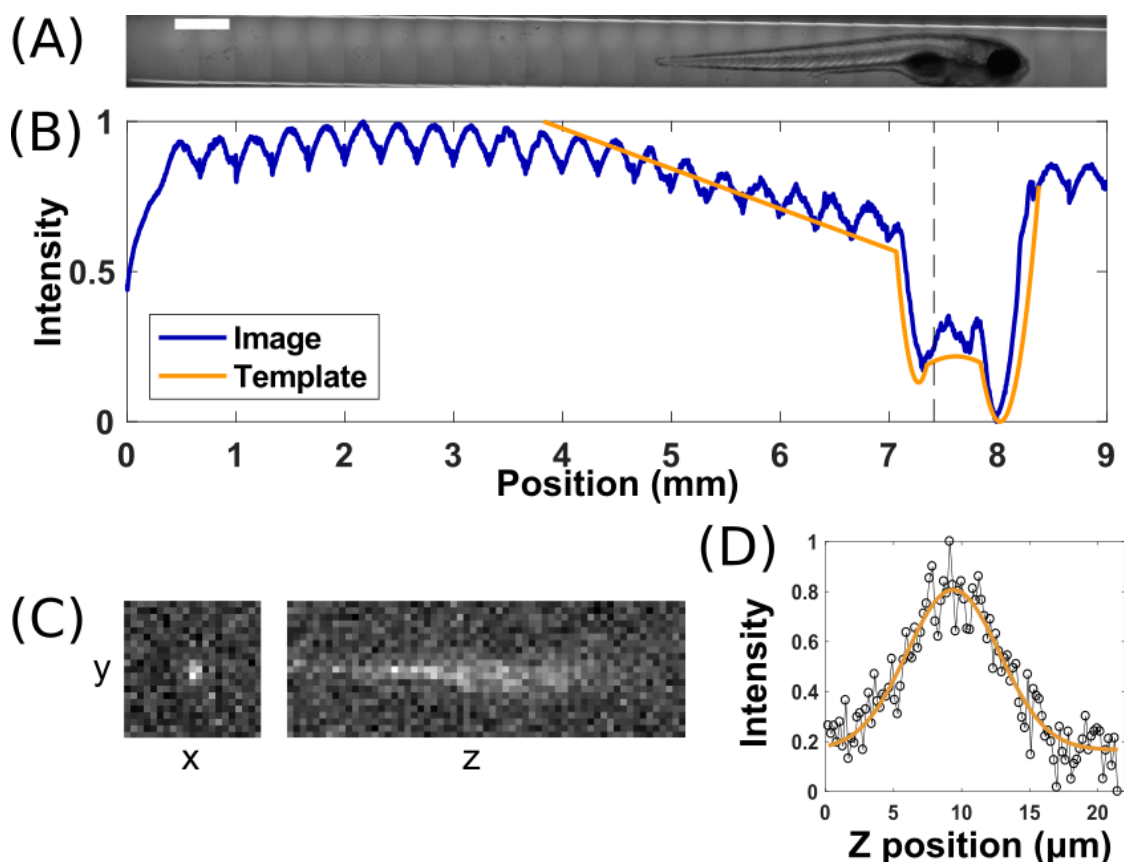 (A)
(B)
1
0.5
0
Intensity
Image
Template
0 1 2 3 4 5 6 7 8 9
Position (mm)
(C)
y
x
z
(D)
1
0.8
0.6
0.4
0.2
0
Intensity
0 5 10 15 20
Z position (μm)